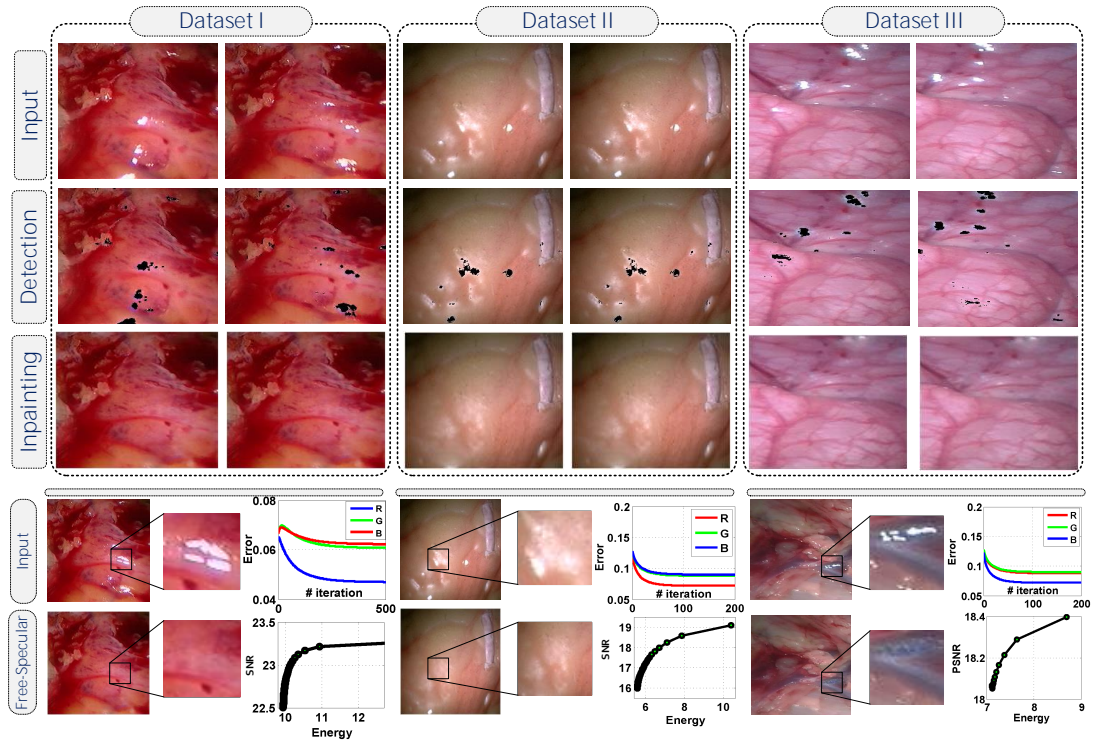 Dataset I
Dataset II
Dataset III
Input
Detection
Inpainting
Input
0.08
0.06
0.04
Error
R
G
B
0
# iteration
500
0.2
0.15
0.1
0.05
Error
R
G
B
0
# iteration
100
200
0.2
0.15
0.1
0.05
Error
R
G
B
0
# iteration
100
200
Free-Specular
23.5
23
22.5
SNR
10
11
12
Energy
19
18
17
16
SNR
6
8
10
Energy
18.4
18.2
18
PSNR
7
8
9
Energy